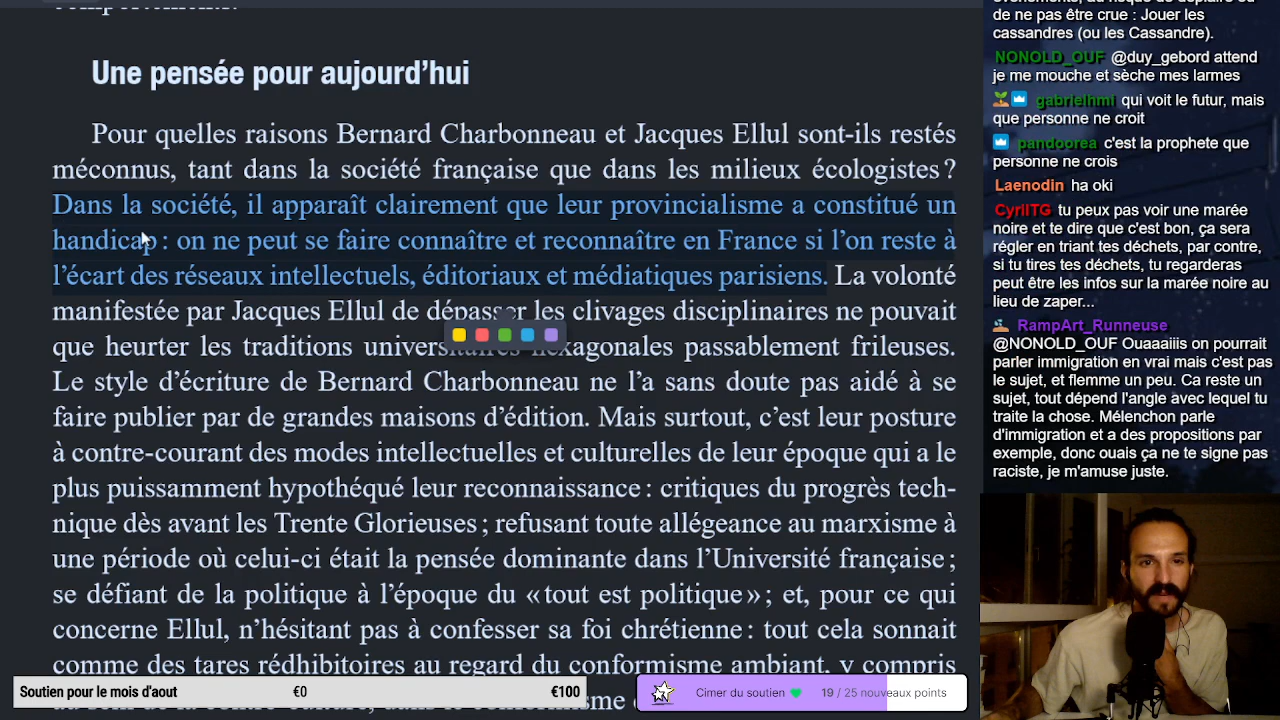 Une pensée pour aujourd’hui
Pour quelles raisons Bernard Charbonneau et Jacques Ellul sont-ils restés
méconnus, tant dans la société française que dans les milieux écologistes ?
Dans la société, il apparaît clairement que leur provincialisme a constitué un
handicap : on ne peut se faire connaître et reconnaître en France si l’on reste à
l’écart des réseaux intellectuels, éditoriaux et médiatiques parisiens. La volonté
manifestée par Jacques Ellul de dépasser les clivages disciplinaires ne pouvait
que heurter les traditions universitaires hexagonales passablement frileuses.
Le style d’écriture de Bernard Charbonneau ne l’a sans doute pas aidé à se
faire publier par de grandes maisons d’édition. Mais surtout, c’est leur posture
à contre-courant des modes intellectuelles et culturelles de leur époque qui a le
plus puissamment hypothéqué leur reconnaissance : critiques du progrès tech-
nique dès avant les Trente Glorieuses ; refusant toute allégeance au marxisme à
une période où celui-ci était la pensée dominante dans l’Université française ;
se défiant de la politique à l’époque du « tout est politique » ; et, pour ce qui
concerne Ellul, n’hésitant pas à confesser sa foi chrétienne : tout cela sonnait
comme des tares rédhibitoires au regard du conformisme ambiant, y compris
Soutien pour le mois d'aout €0 €100
Cimer du soutien 19 / 25 nouveaux points
de ne pas être crue : Jouer les
cassandres (ou les Cassandre).
NONOLD_OUF @duy_gebord attend
je me mouche et sèche mes larmes
gabrielhmi qui voit le futur, mais
que personne ne croit
pandoorea c'est la prophete que
personne ne crois
Laenodin ha oki
CyrilTG tu peux pas voir une marée
noire et te dire que c'est bon, ça sera
régler en triant tes déchets, par contre,
si tu tires tes déchets, tu regarderas
peut être les infos sur la marée noire au
lieu de zaper...
RampArt_Runneuse
@NONOLD_OUF Ouaaaiiis on pourrait
parler immigration en vrai mais c'est pas
le sujet, et flemme un peu. Ca reste un
sujet, tout dépend l'angle avec lequel tu
traite la chose. Mélenchon parle
d'immigration et a des propositions par
exemple, donc ouais ça ne te signe pas
raciste, je m'amuse juste.